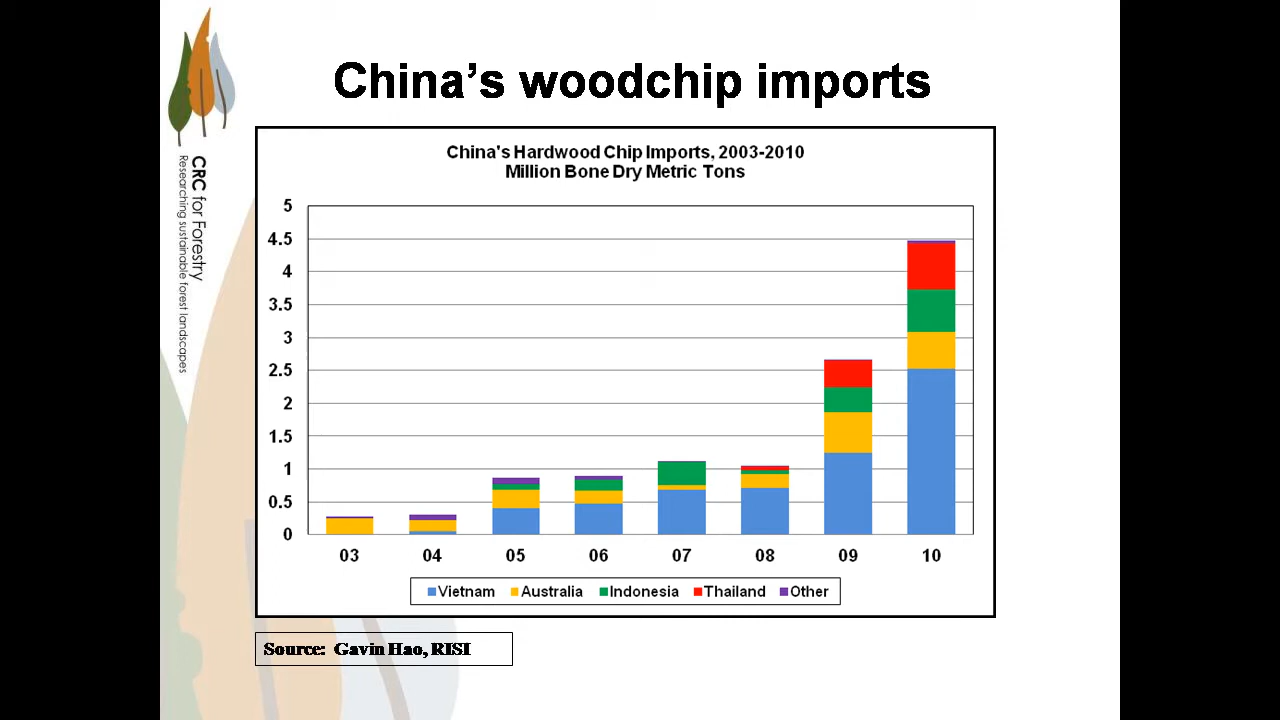 China's woodchip imports
CRC for Forestry
Researching sustainable forest landscapes
China's Hardwood Chip Imports, 2003-2010
Million Bone Dry Metric Tons
5
4.5
4
3.5
3
2.5
2
1.5
1
0.5
0
03 04 05 06 07 08 09 10
Vietnam Australia Indonesia Thailand Other
Source: Gavin Hao, RISI